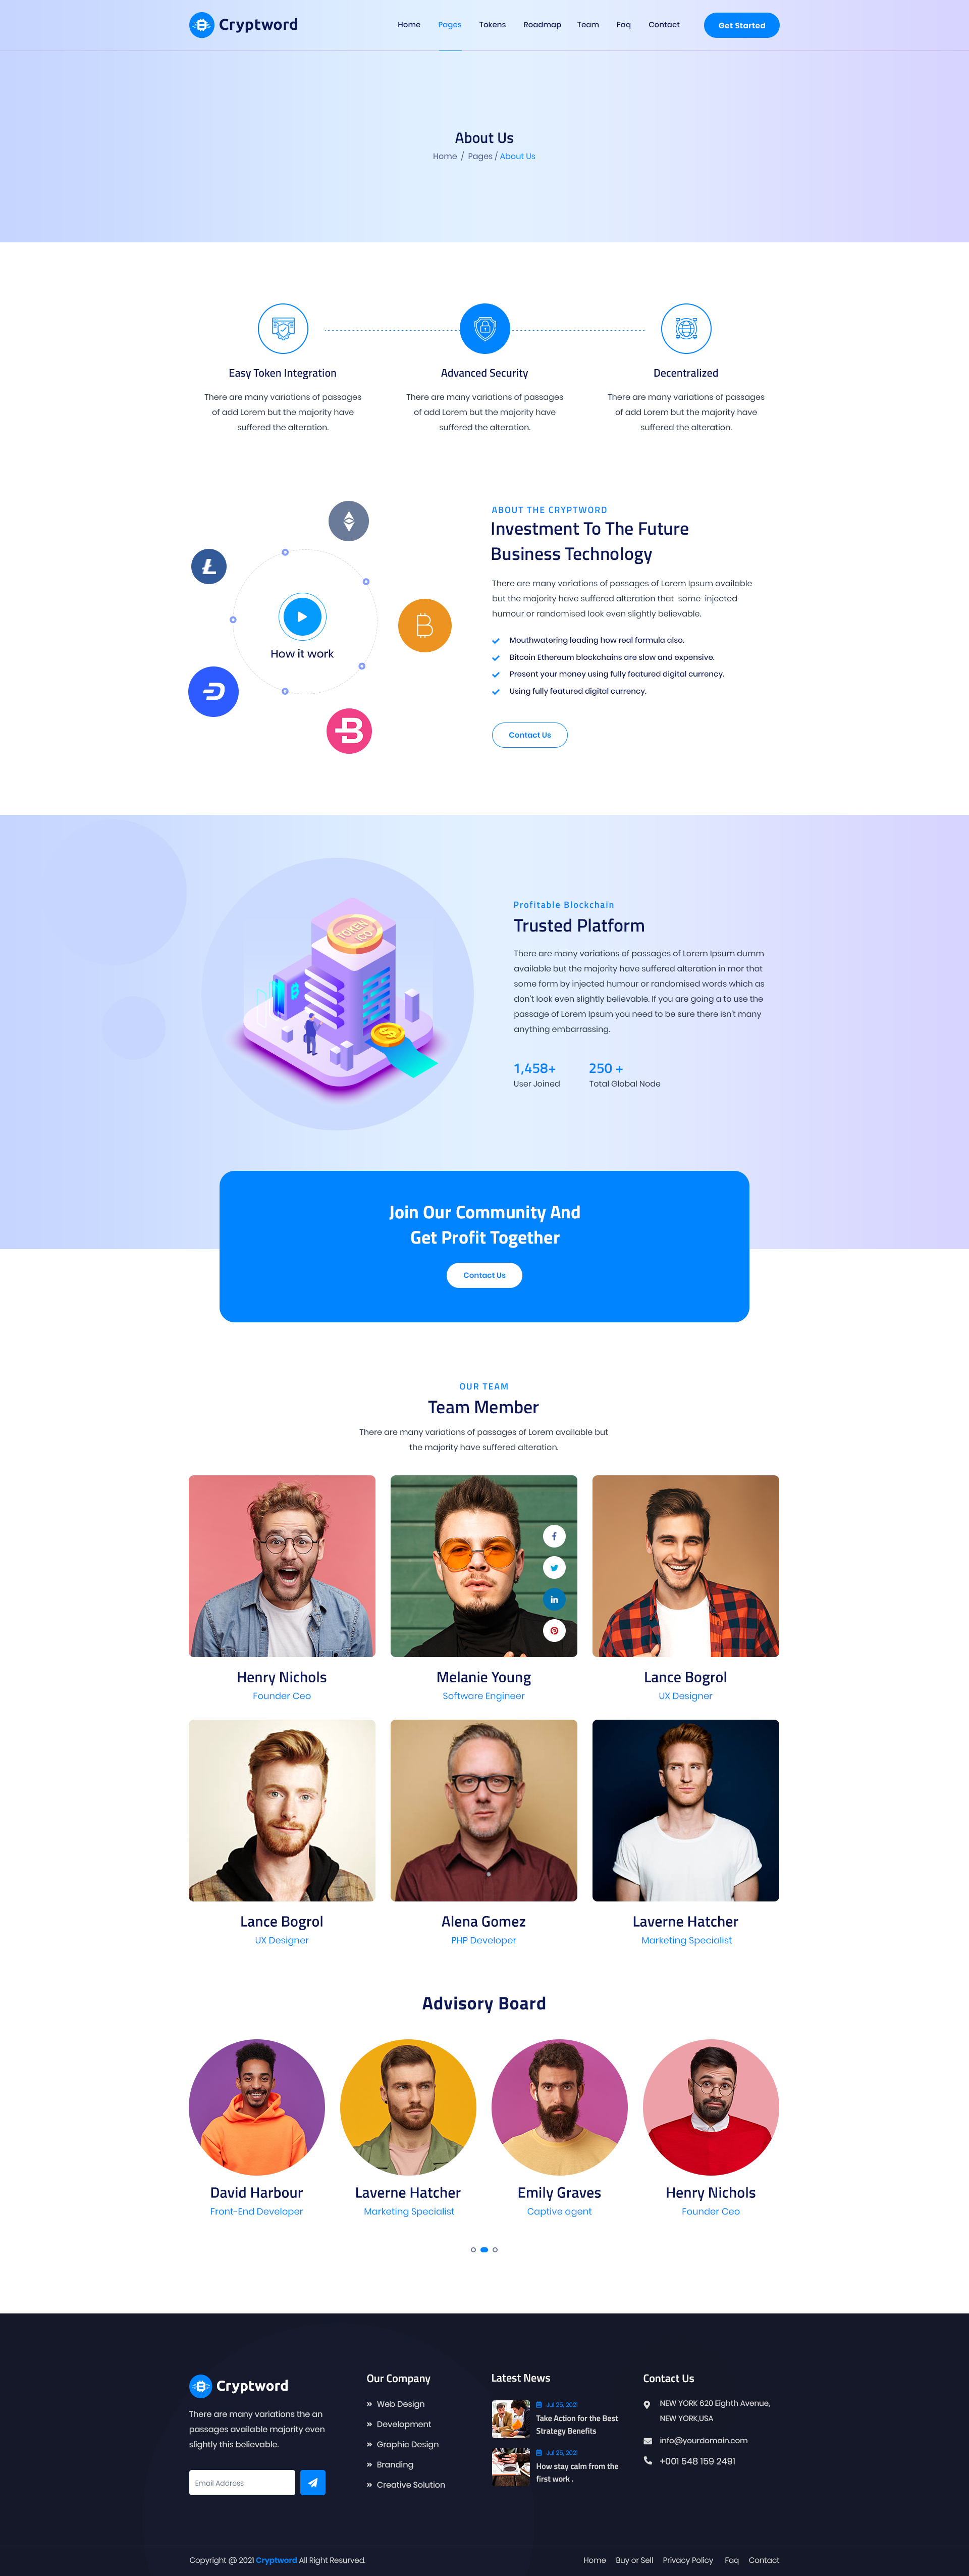 Cryptword
Home Pages Tokens Roadmap Team Faq Contact Get Started
About Us
Home / Pages / About Us
Easy Token Integration
There are many variations of passages
of add Lorem but the majority have
suffered the alteration.
Advanced Security
There are many variations of passages
of add Lorem but the majority have
suffered the alteration.
Decentralized
There are many variations of passages
of add Lorem but the majority have
suffered the alteration.
How it work
ABOUT THE CRYPTWORD
Investment To The Future
Business Technology
There are many variations of passages of Lorem Ipsum available
but the majority have suffered alteration that some injected
humour or randomised look even slightly believable.
Mouthwatering leading how real formula also.
Bitcoin Ethereum blockchains are slow and expensive.
Present your money using fully featured digital currency.
Using fully featured digital currency.
Contact Us
TOKEN
ICO
Profitable Blockchain
Trusted Platform
There are many variations of passages of Lorem Ipsum dumm
available but the majority have suffered alteration in mor that
some form by injected humour or randomised words which as
don't look even slightly believable. If you are going a to use the
passage of Lorem Ipsum you need to be sure there isn't many
anything embarrassing.
1,458+
User Joined
250 +
Total Global Node
Join Our Community And
Get Profit Together
Contact Us
OUR TEAM
Team Member
There are many variations of passages of Lorem available but
the majority have suffered alteration.
Henry Nichols
Founder Ceo
Melanie Young
Software Engineer
Lance Bogrol
UX Designer
Lance Bogrol
UX Designer
Alena Gomez
PHP Developer
Laverne Hatcher
Marketing Specialist
Advisory Board
David Harbour
Front-End Developer
Laverne Hatcher
Marketing Specialist
Emily Graves
Captive agent
Henry Nichols
Founder Ceo
Cryptword
There are many variations the an
passages available majority even
slightly this believable.
Email Address
Our Company
Web Design
Development
Graphic Design
Branding
Creative Solution
Latest News
Jul 25, 2021
Take Action for the Best
Strategy Benefits
Jul 25, 2021
How stay calm from the
first work .
Contact Us
NEW YORK 620 Eighth Avenue,
NEW YORK,USA
info@yourdomain.com
+001 548 159 2491
Copyright @ 2021 Cryptword All Right Resurved.
Home Buy or Sell Privacy Policy Faq Contact